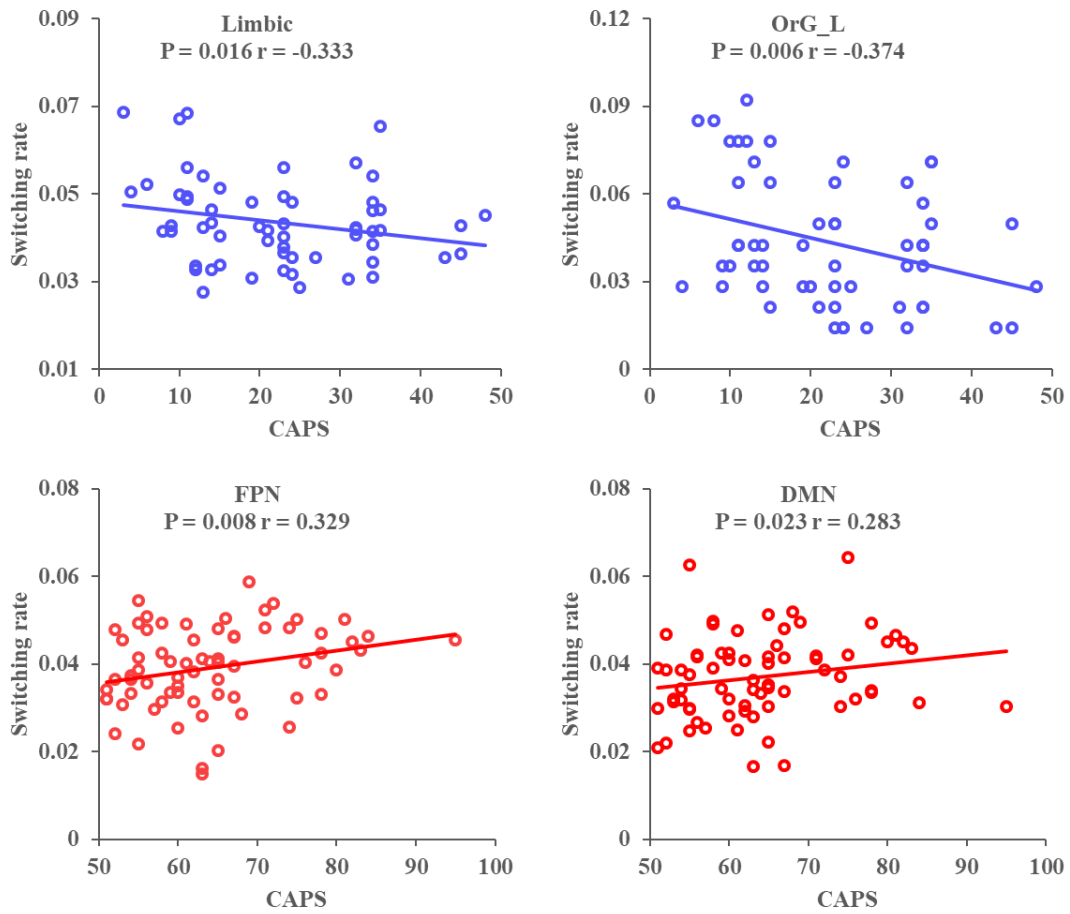 Limbic
P = 0.016 r = -0.333
Switching rate
0.09
0.07
0.05
0.03
0.01
0 10 20 30 40 50
CAPS
OrG_L
P = 0.006 r = -0.374
Switching rate
0.12
0.09
0.06
0.03
0
0 10 20 30 40 50
CAPS
FPN
P = 0.008 r = 0.329
Switching rate
0.08
0.06
0.04
0.02
0
50 60 70 80 90 100
CAPS
DMN
P = 0.023 r = 0.283
Switching rate
0.08
0.06
0.04
0.02
0
50 60 70 80 90 100
CAPS